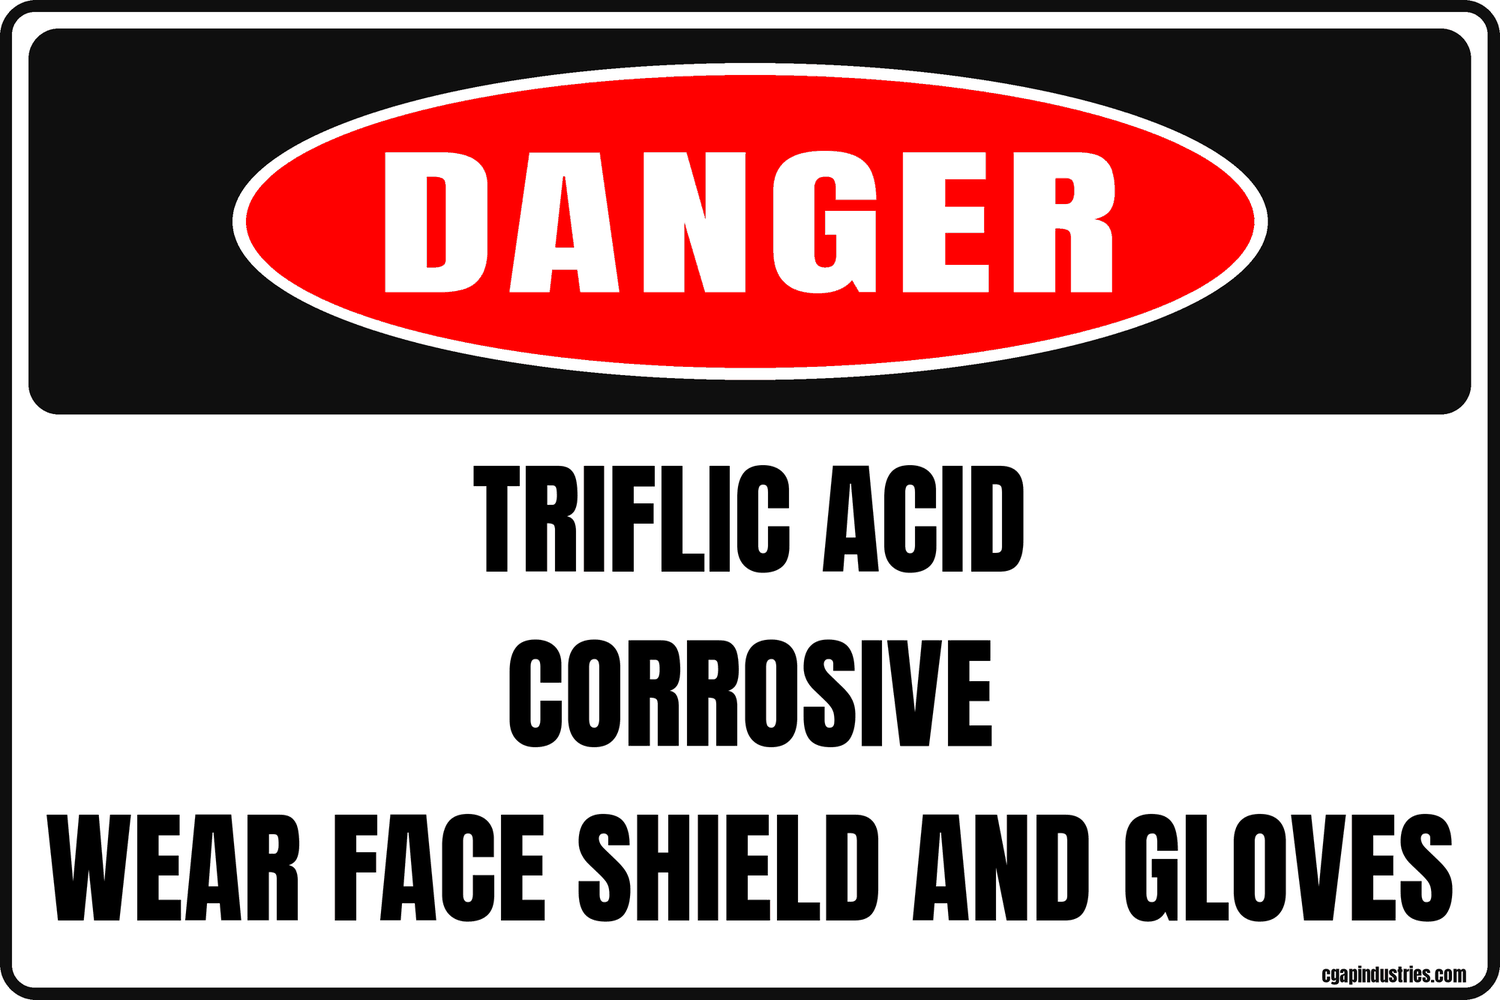 DANGER
TRIFLIC ACID
CORROSIVE
WEAR FACE SHIELD AND GLOVES
cgapindustries.com